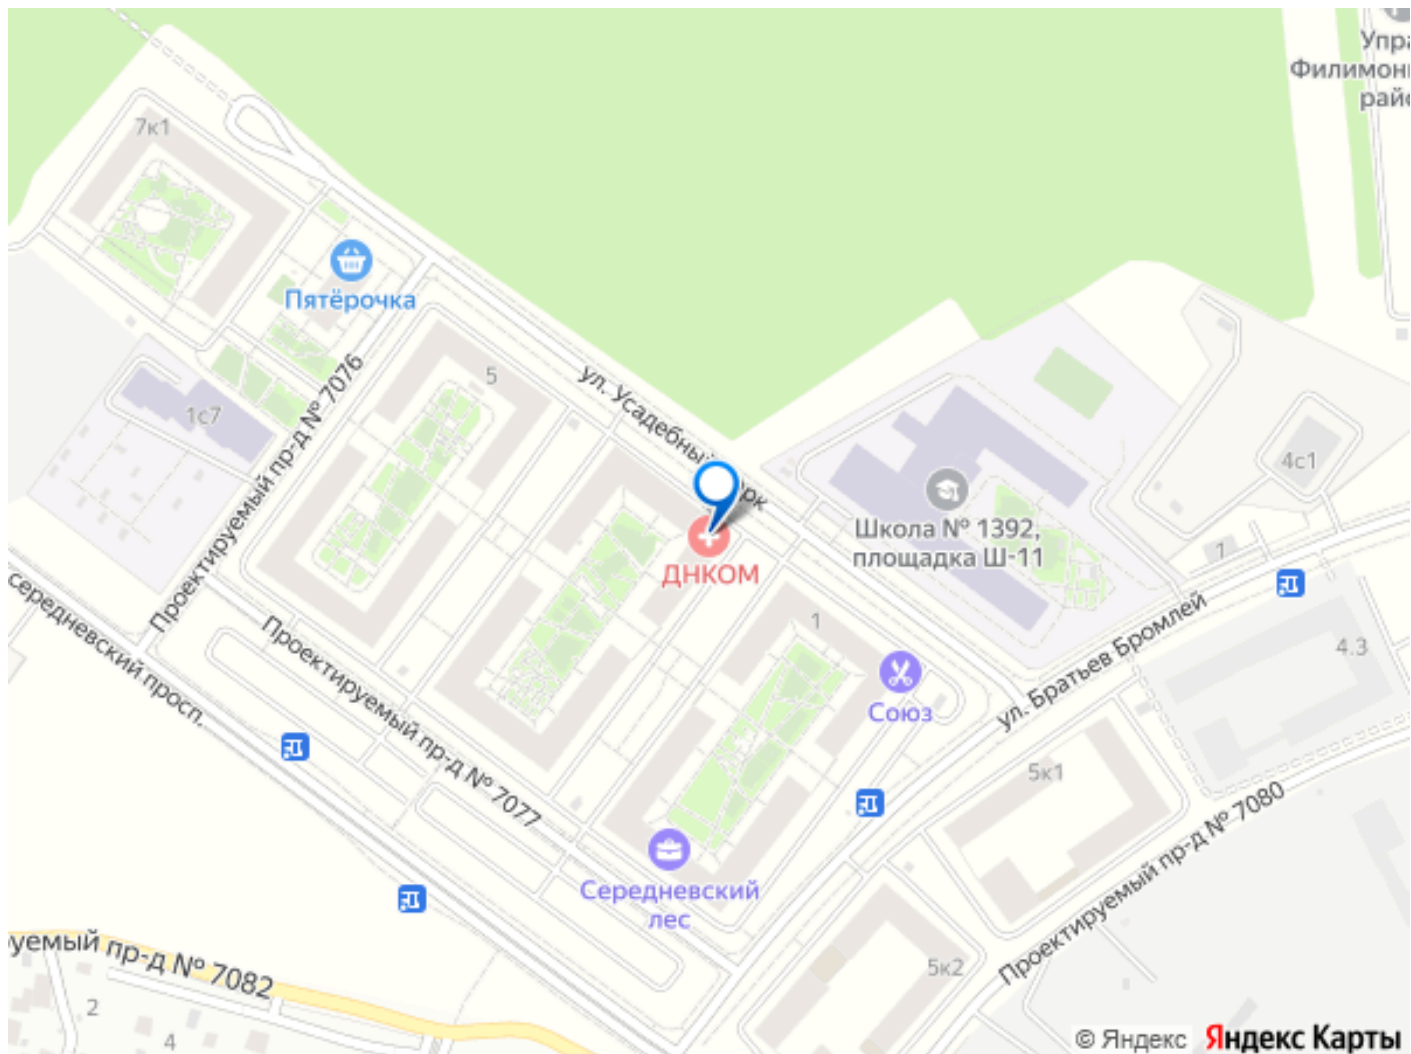 Упра
Филимон
райо
7к1
Пятёрочка
5
1с7
Проектируемый пр-д № 7076
ул. Усадебный
рк
4с1
Школа № 1392,
площадка Ш-11
7
ДНКОМ
1
Союз
ул. Братьев Бромлей
4.3
середневский просп.
Проектируемый пр-д № 7077
5к1
Проектируемый пр-д № 7080
Середневский
лес
5к2
уемый пр-д № 7082
2
4
© Яндекс Яндекс Карты